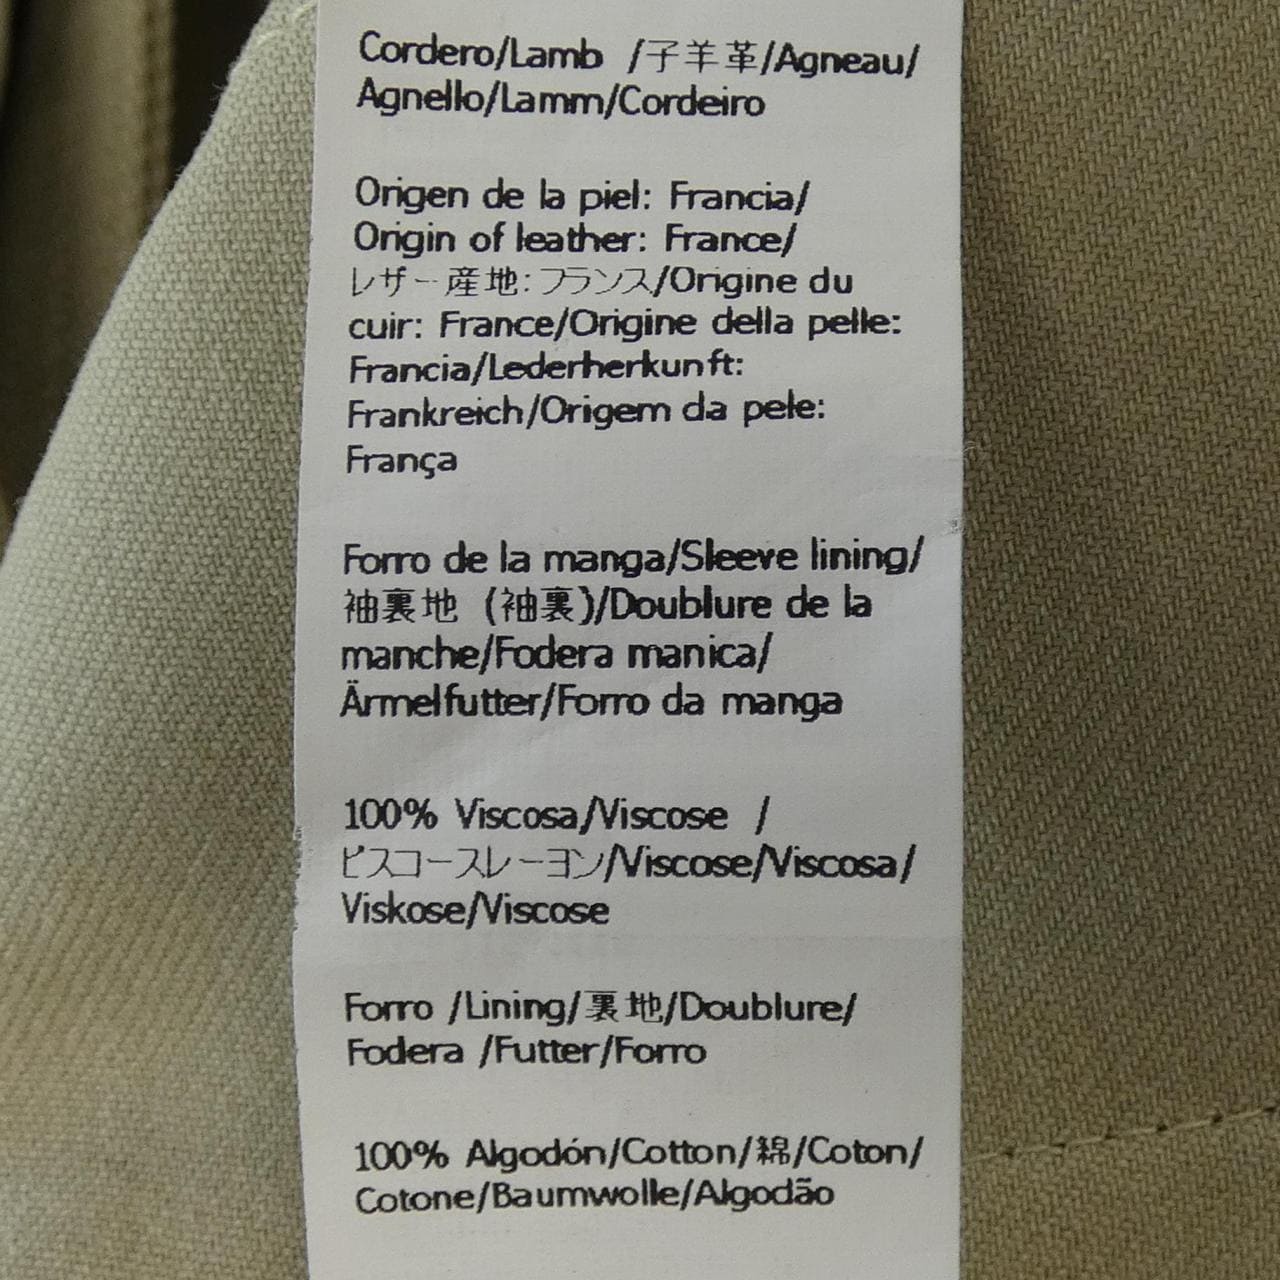 Cordero/Lamb /子羊革/Agneau/
Agnello/Lamm/Cordeiro
Origen de la piel: Francia/
Origin of leather: France/
レザー産地:フランス/Origine du
cuir: France/Origine della pelle:
Francia/Lederherkunft:
Frankreich/Origem da pele:
França
Forro de la manga/Sleeve lining/
袖裏地 (袖裏)/Doublure de la
manche/Fodera manica/
Ärmelfutter/Forro da manga
100% Viscosa/Viscose /
ビスコースレーヨン/Viscose/Viscosa/
Viskose/Viscose
Forro /Lining/裏地/Doublure/
Fodera /Futter/Forro
100% Algodón/Cotton/綿/Coton/
Cotone/Baumwolle/Algodão